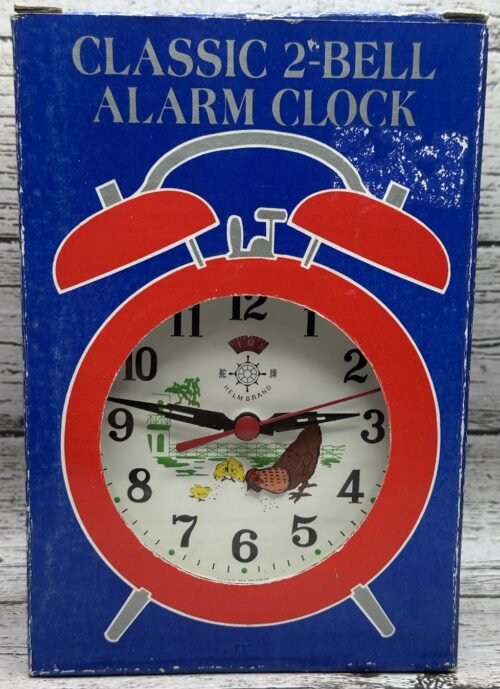 CLASSIC 2-BELL
ALARM CLOCK
11 12 1
10 2
舵 牌
HELM BRAND
9 3
8 4
7 6 5